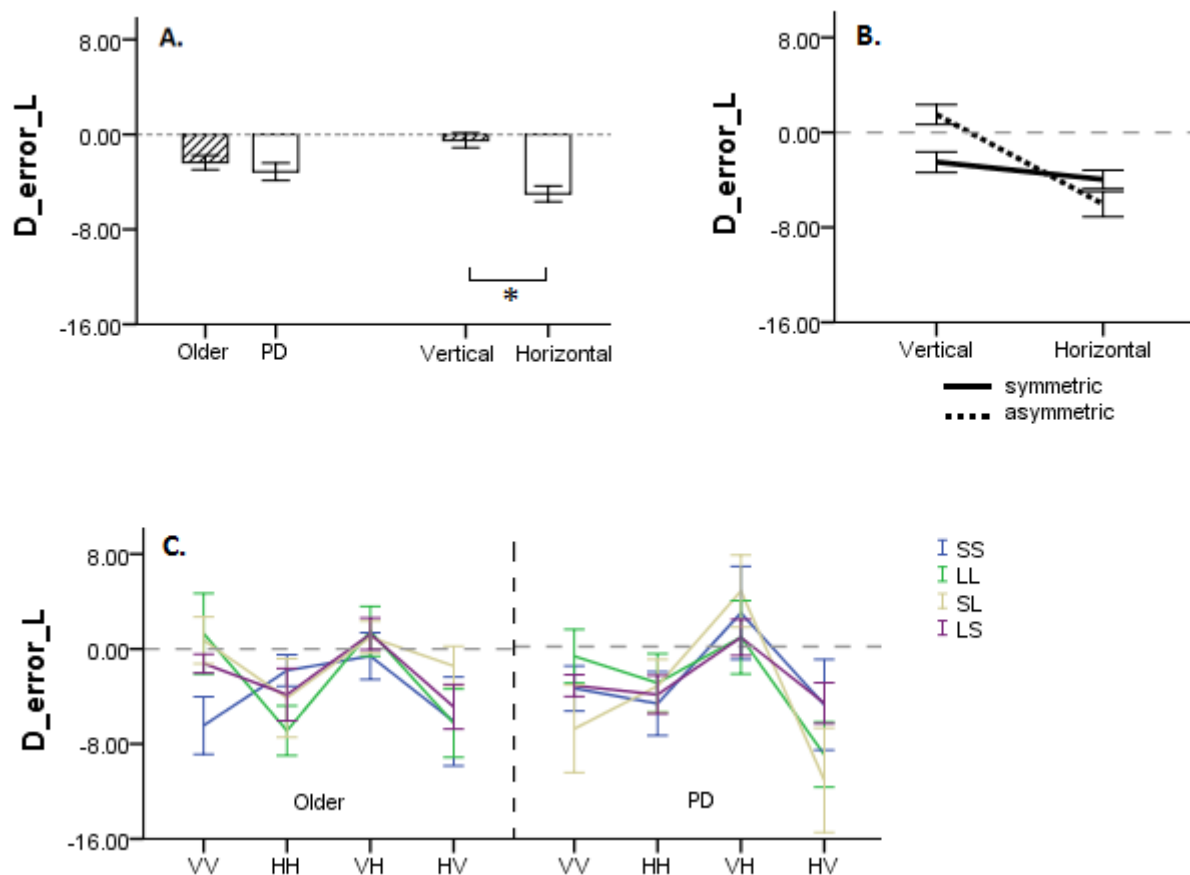 A.
8.00
0.00
-8.00
-16.00
D_error_L
*
Older PD Vertical Horizontal
B.
8.00
0.00
-8.00
-16.00
D_error_L
Vertical Horizontal
symmetric
asymmetric
C.
8.00
0.00
-8.00
-16.00
D_error_L
Older PD
VV HH VH HV VV HH VH HV
SS
LL
SL
LS